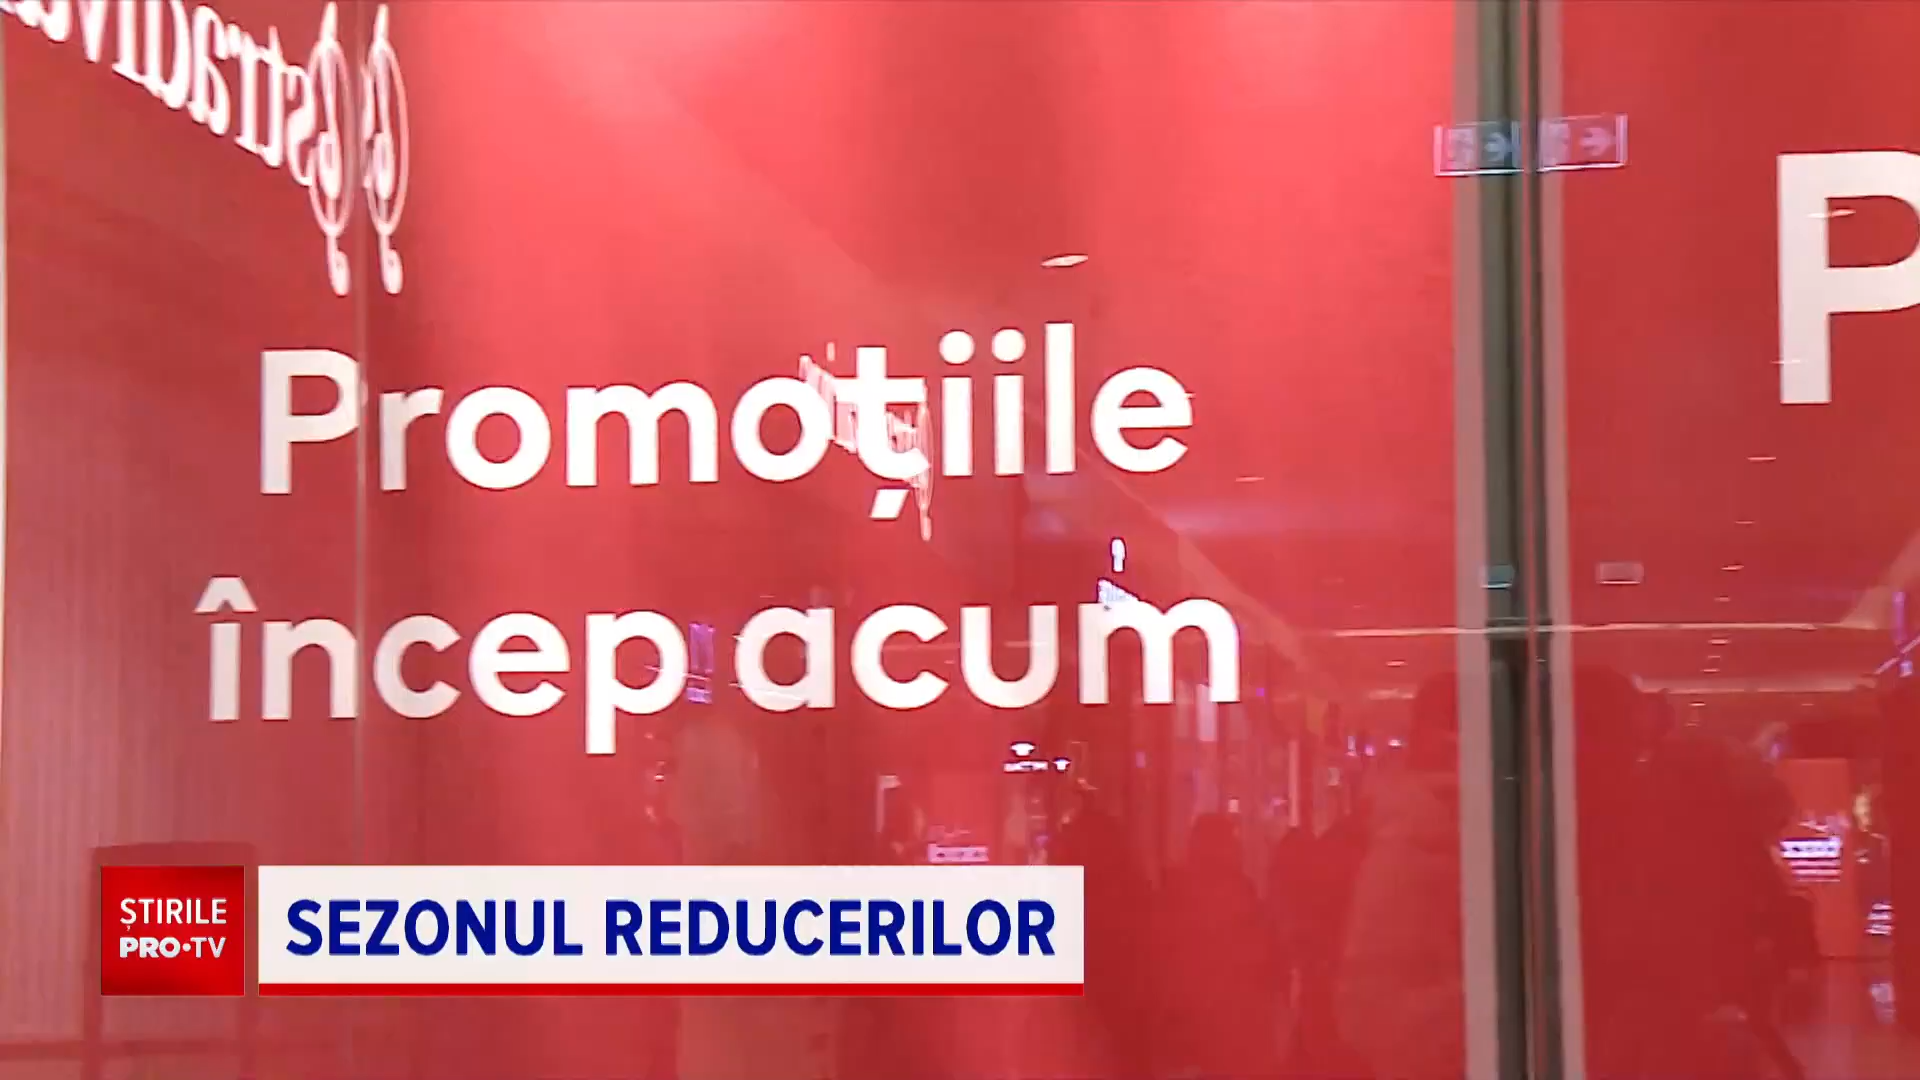 Promoțiile
încep acum
P
ȘTIRILE
PRO•TV
SEZONUL REDUCERILOR